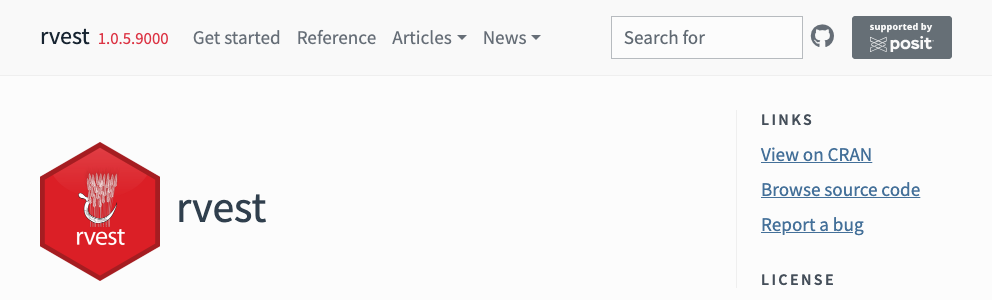 rvest 1.0.5.9000 Get started Reference Articles News Search for supported by posit
LINKS
View on CRAN
Browse source code
Report a bug
rvest
rvest
LICENSE